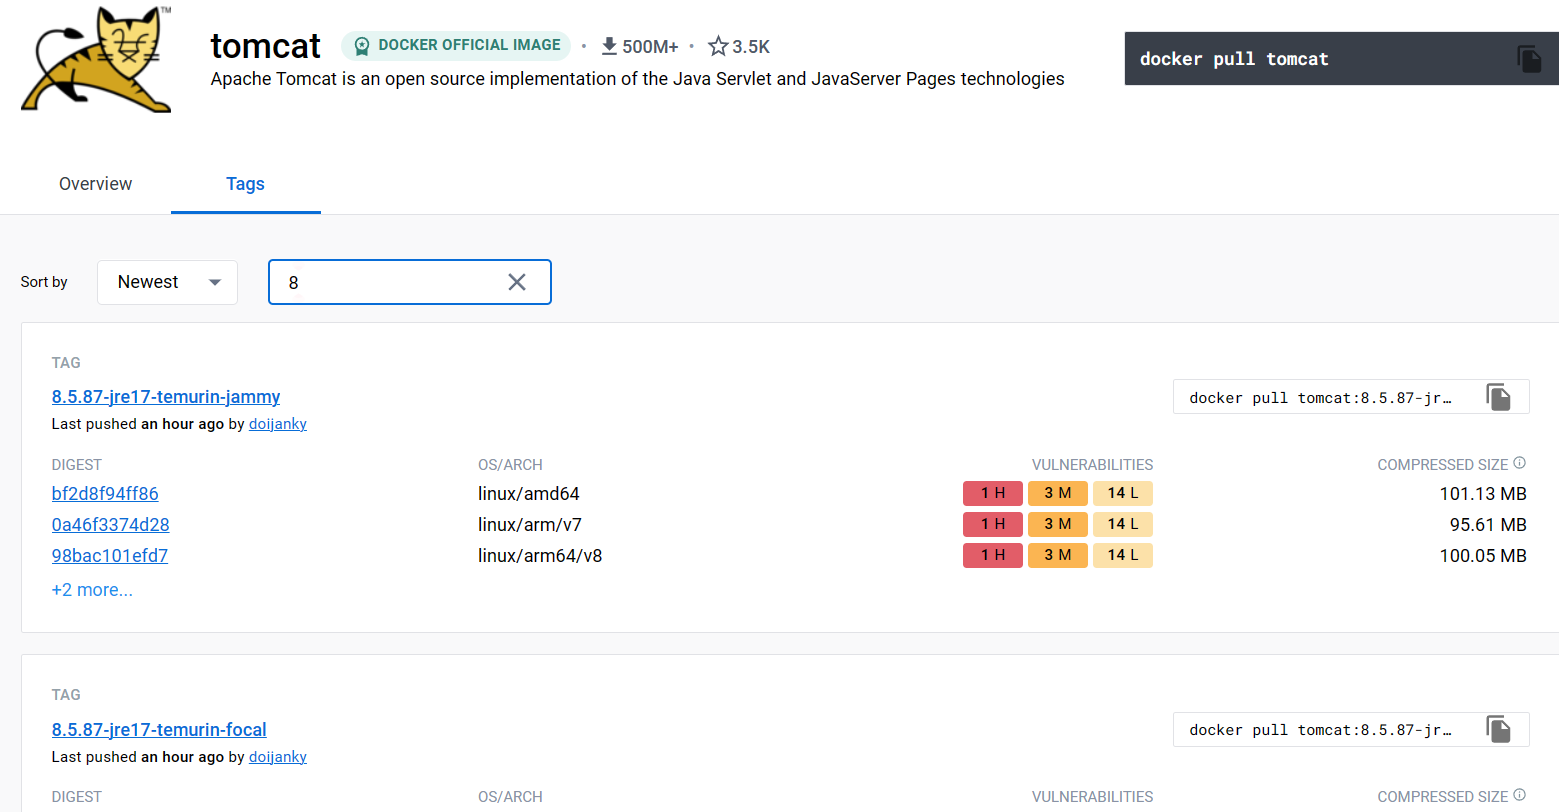 TM
tomcat DOCKER OFFICIAL IMAGE • 500M+ • 3.5K
Apache Tomcat is an open source implementation of the Java Servlet and JavaServer Pages technologies
docker pull tomcat
Overview Tags
Sort by Newest 8
TAG
8.5.87-jre17-temurin-jammy
docker pull tomcat:8.5.87-jr…
Last pushed an hour ago by doijanky
DIGEST OS/ARCH VULNERABILITIES COMPRESSED SIZE
bf2d8f94ff86 linux/amd64 1 H 3 M 14 L 101.13 MB
0a46f3374d28 linux/arm/v7 1 H 3 M 14 L 95.61 MB
98bac101efd7 linux/arm64/v8 1 H 3 M 14 L 100.05 MB
+2 more...
TAG
8.5.87-jre17-temurin-focal
docker pull tomcat:8.5.87-jr…
Last pushed an hour ago by doijanky
DIGEST OS/ARCH VULNERABILITIES COMPRESSED SIZE